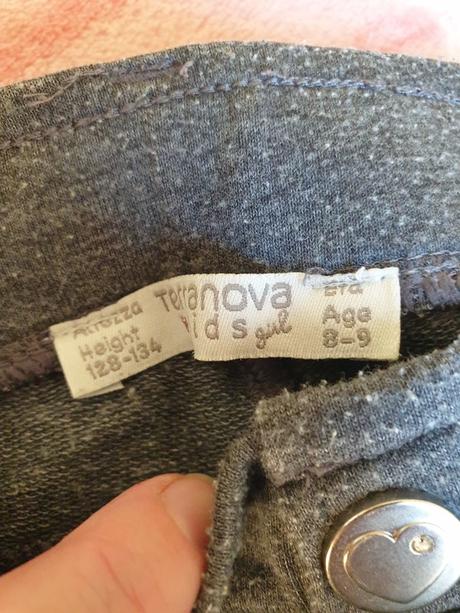 Altezza
Height
128-134
Terranova
kids girl
Età
Age
8-9